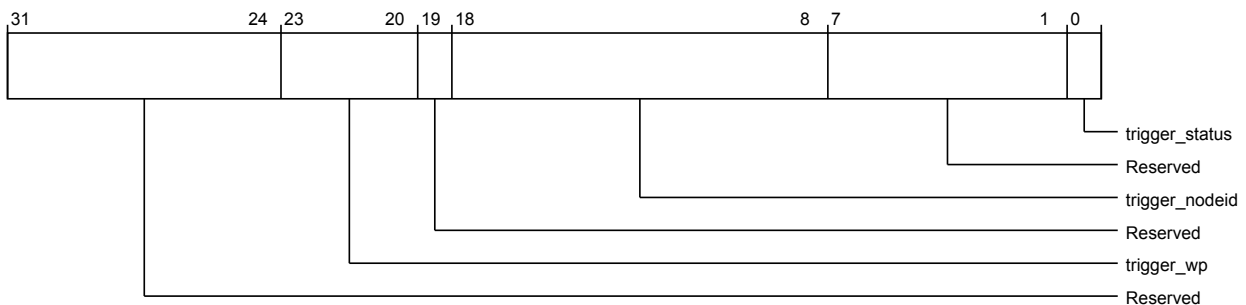 31 24 23 20 19 18 8 7 1 0
trigger_status
Reserved
trigger_nodeid
Reserved
trigger_wp
Reserved